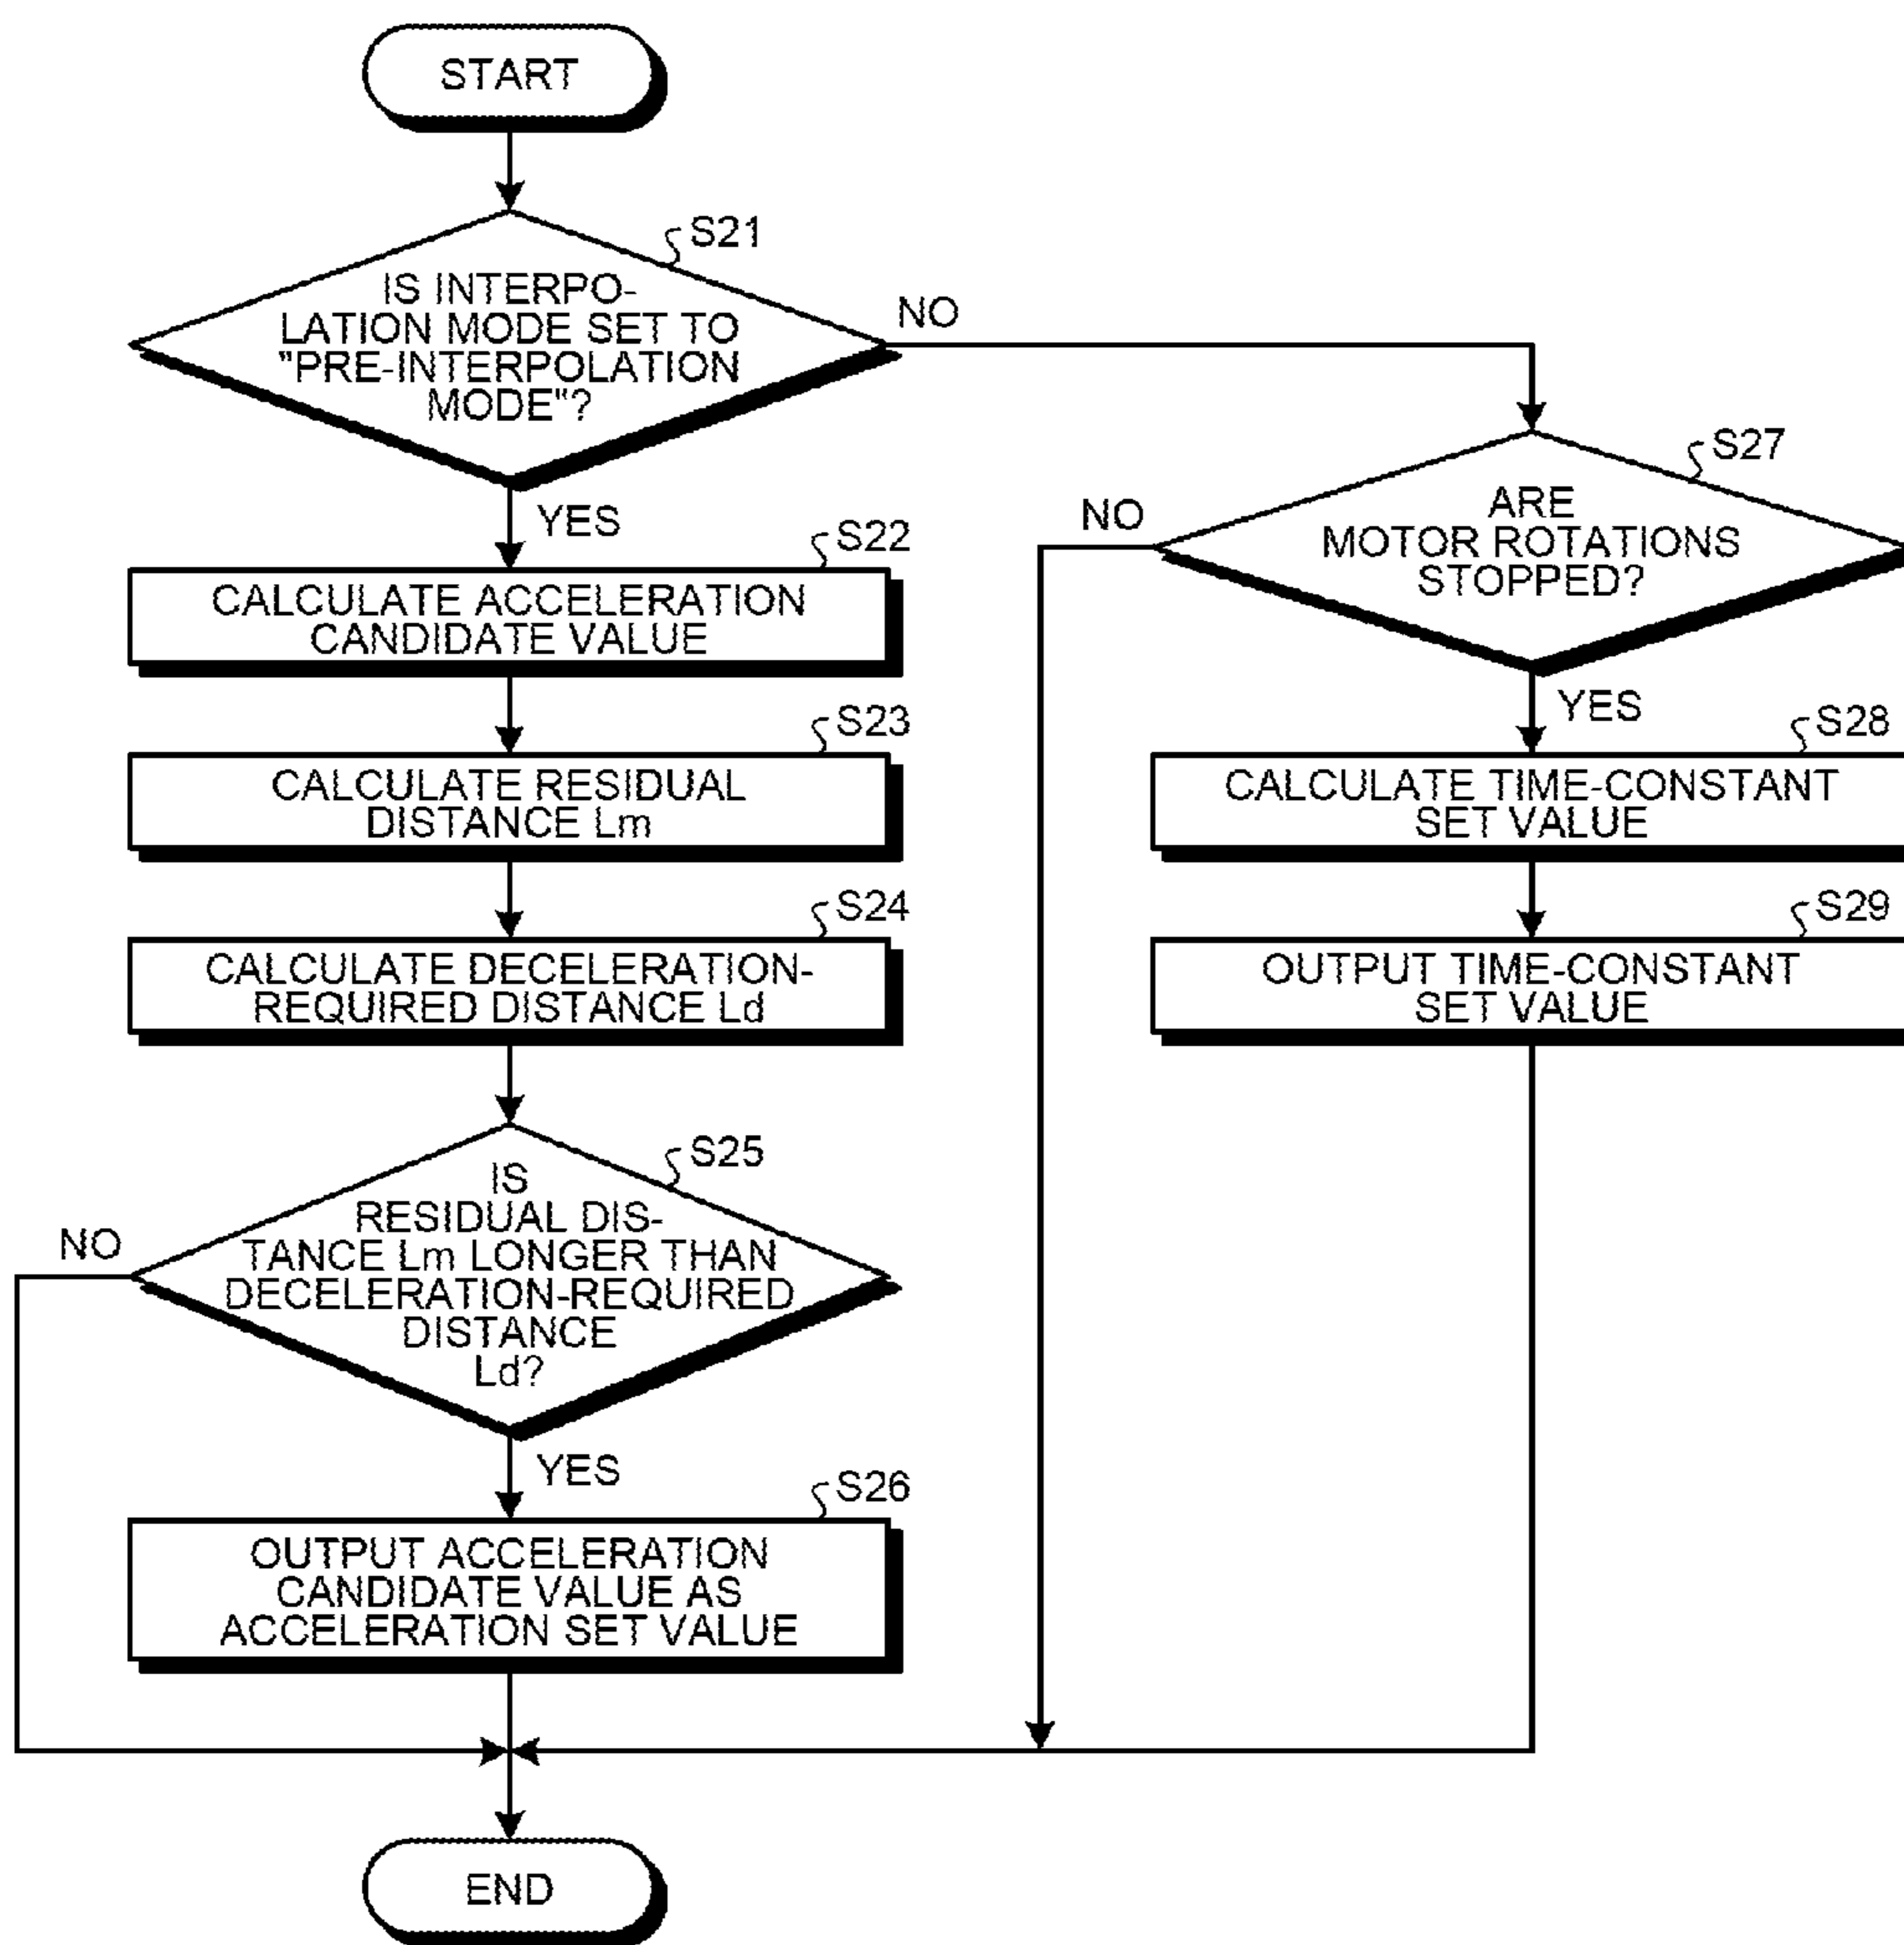 START
S21
IS INTERPO-
LATION MODE SET TO
"PRE-INTERPOLATION
MODE"?
NO
YES
S22
CALCULATE ACCELERATION
CANDIDATE VALUE
S23
CALCULATE RESIDUAL
DISTANCE Lm
S24
CALCULATE DECELERATION-
REQUIRED DISTANCE Ld
S25
IS
RESIDUAL DIS-
TANCE Lm LONGER THAN
DECELERATION-REQUIRED
DISTANCE
Ld?
NO
YES
S26
OUTPUT ACCELERATION
CANDIDATE VALUE AS
ACCELERATION SET VALUE
S27
ARE
MOTOR ROTATIONS
STOPPED?
NO
YES
S28
CALCULATE TIME-CONSTANT
SET VALUE
S29
OUTPUT TIME-CONSTANT
SET VALUE
END